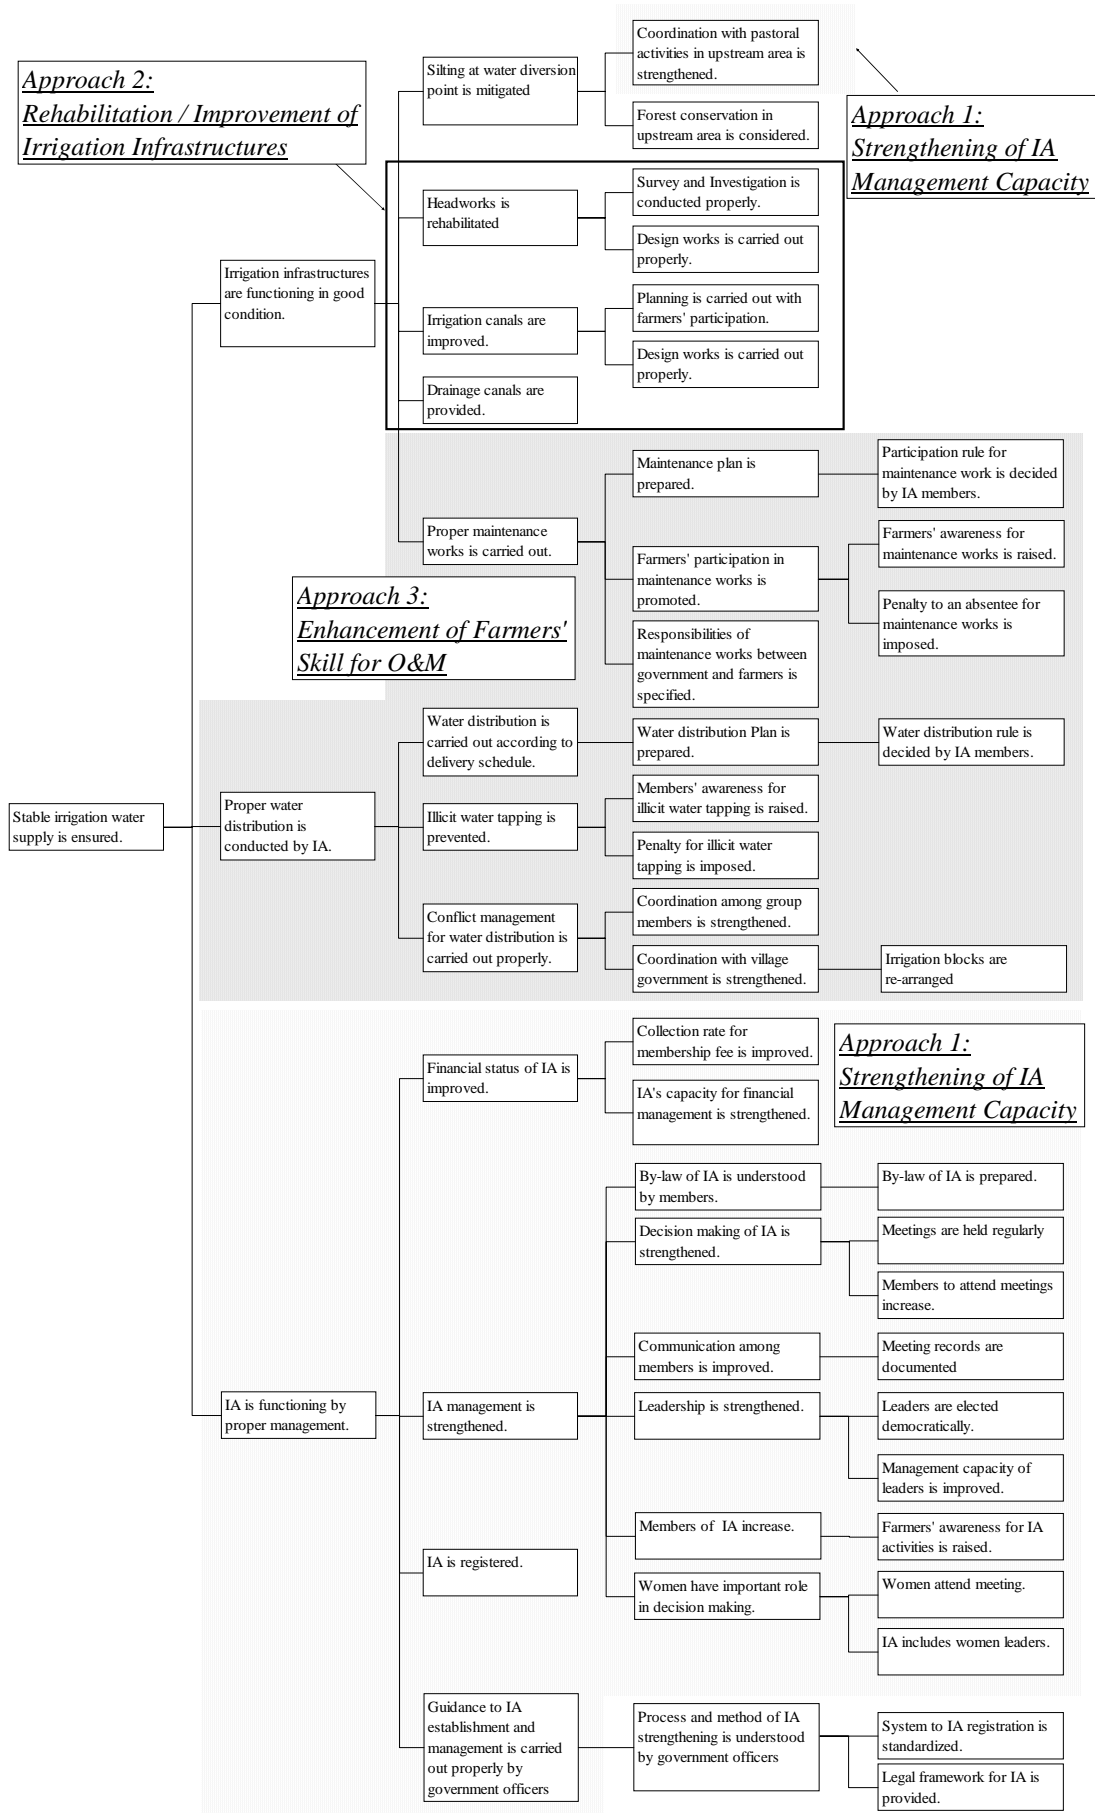 Coordination with pastoral
activities in upstream area is
strengthened.
Silting at water diversion
point is mitigated
Approach 2:
Rehabilitation / Improvement of
Irrigation Infrastructures
Approach 1:
Strengthening of IA
Management Capacity
Forest conservation in
upstream area is considered.
Survey and Investigation is
conducted properly.
Headworks is
rehabilitated
Design works is carried out
properly.
Irrigation infrastructures
are functioning in good
condition.
Planning is carried out with
farmers' participation.
Irrigation canals are
improved.
Design works is carried out
properly.
Drainage canals are
provided.
Maintenance plan is
prepared.
Participation rule for
maintenance work is decided
by IA members.
Proper maintenance
works is carried out.
Farmers' awareness for
maintenance works is raised.
Farmers' participation in
maintenance works is
promoted.
Approach 3:
Enhancement of Farmers'
Skill for O&M
Penalty to an absentee for
maintenance works is
imposed.
Responsibilities of
maintenance works between
government and farmers is
specified.
Water distribution is
carried out according to
delivery schedule.
Water distribution Plan is
prepared.
Water distribution rule is
decided by IA members.
Stable irrigation water
supply is ensured.
Proper water
distribution is
conducted by IA.
Illicit water tapping is
prevented.
Members' awareness for
illicit water tapping is raised.
Penalty for illicit water
tapping is imposed.
Conflict management
for water distribution is
carried out properly.
Coordination among group
members is strengthened.
Coordination with village
government is strengthened.
Irrigation blocks are
re-arranged
Collection rate for
membership fee is improved.
Approach 1:
Strengthening of IA
Management Capacity
Financial status of IA is
improved.
IA's capacity for financial
management is strengthened.
By-law of IA is understood
by members.
By-law of IA is prepared.
Decision making of IA is
strengthened.
Meetings are held regularly
Members to attend meetings
increase.
Communication among
members is improved.
Meeting records are
documented
IA is functioning by
proper management.
IA management is
strengthened.
Leadership is strengthened.
Leaders are elected
democratically.
Management capacity of
leaders is improved.
Members of  IA increase.
Farmers' awareness for IA
activities is raised.
IA is registered.
Women have important role
in decision making.
Women attend meeting.
IA includes women leaders.
Guidance to IA
establishment and
management is carried
out properly by
government officers
Process and method of IA
strengthening is understood
by government officers
System to IA registration is
standardized.
Legal framework for IA is
provided.